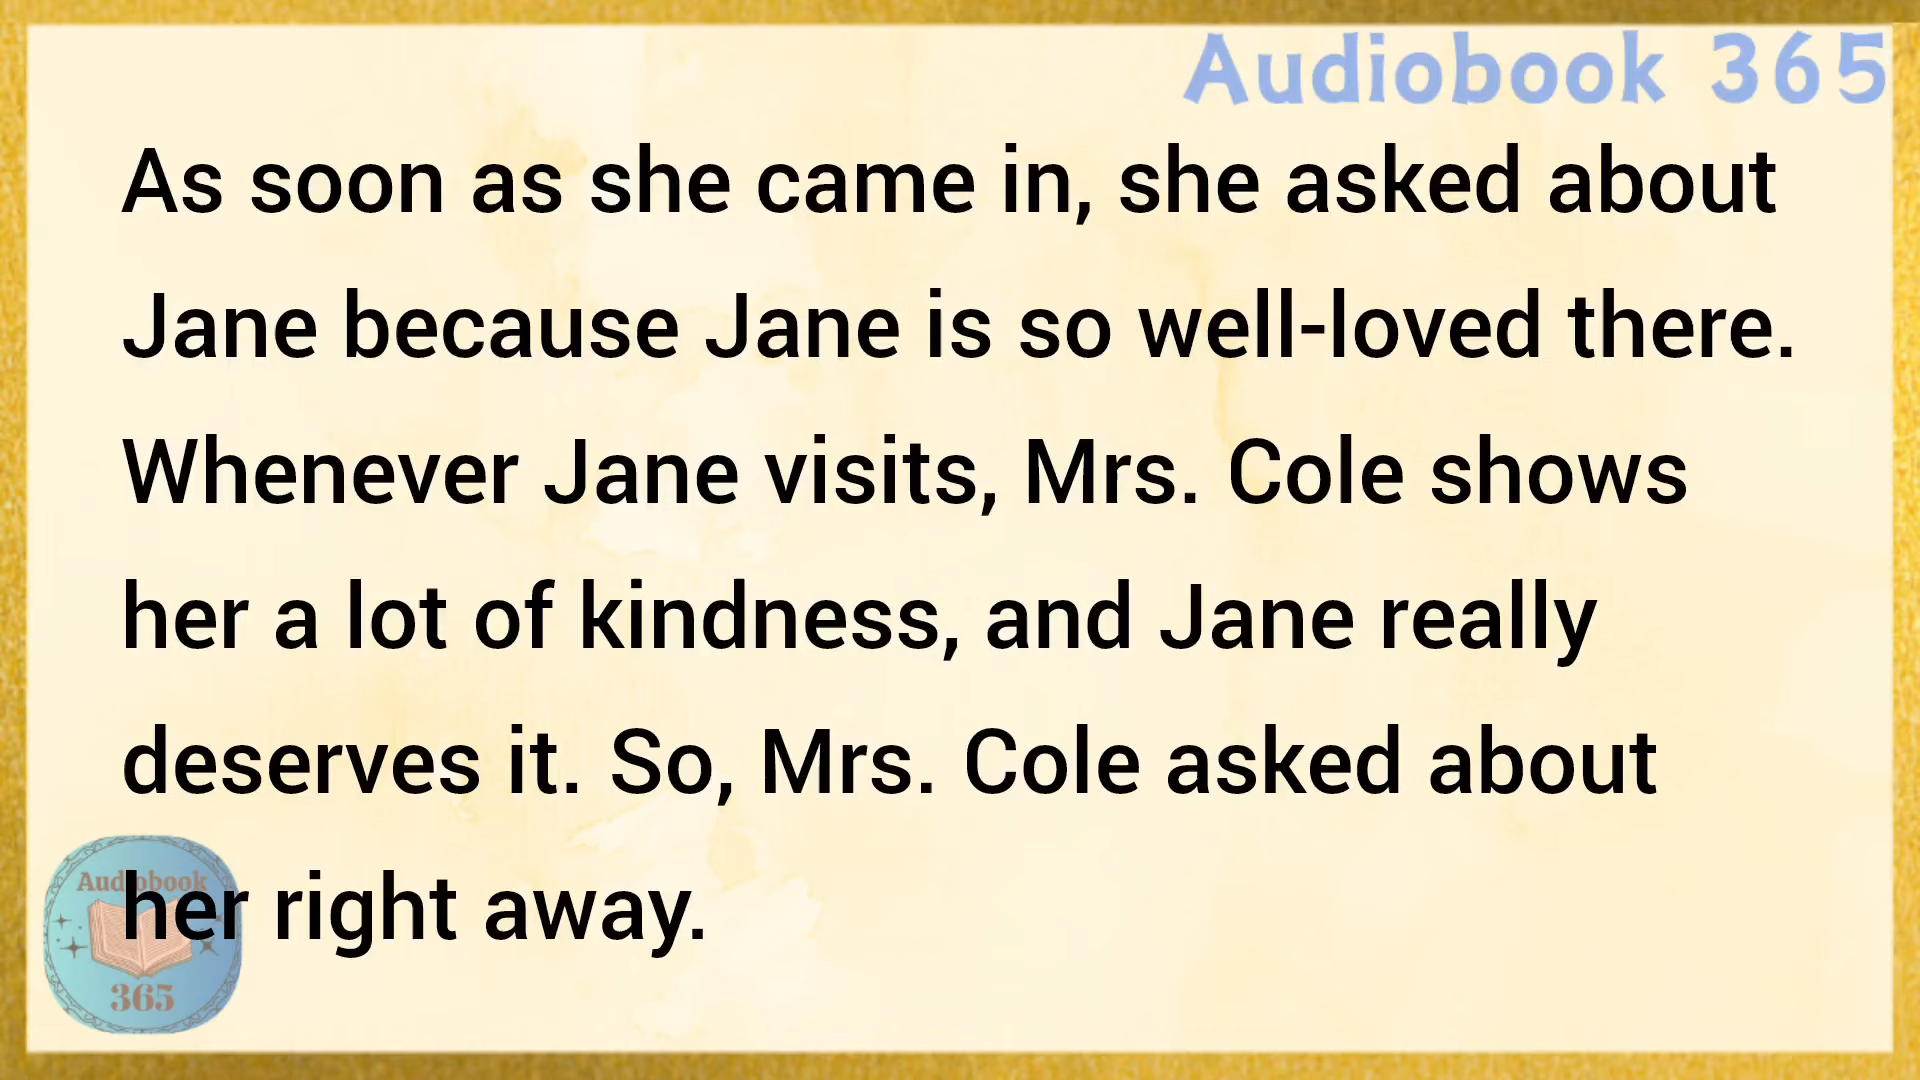 Audiobook 365
As soon as she came in, she asked about
Jane because Jane is so well-loved there.
Whenever Jane visits, Mrs. Cole shows
her a lot of kindness, and Jane really
deserves it. So, Mrs. Cole asked about
her right away.
Audiobook
365